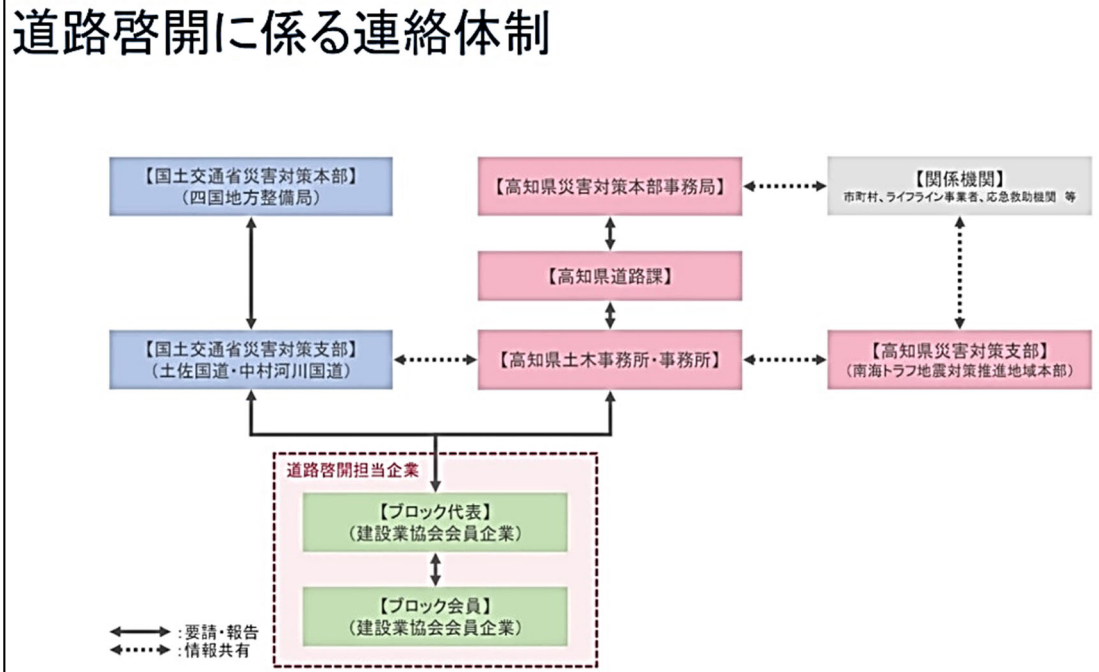 道路啓開に係る連絡体制
【国土交通省災害対策本部】
(四国地方整備局)
【高知県災害対策本部事務局】
【関係機関】
市町村、ライフライン事業者、応急救助機関 等
【高知県道路課】
【国土交通省災害対策支部】
(土佐国道・中村河川国道)
【高知県土木事務所・事務所】
【高知県災害対策支部】
(南海トラフ地震対策推進地域本部)
道路啓開担当企業
【ブロック代表】
(建設業協会会員企業)
【ブロック会員】
(建設業協会会員企業)
:要請・報告
:情報共有